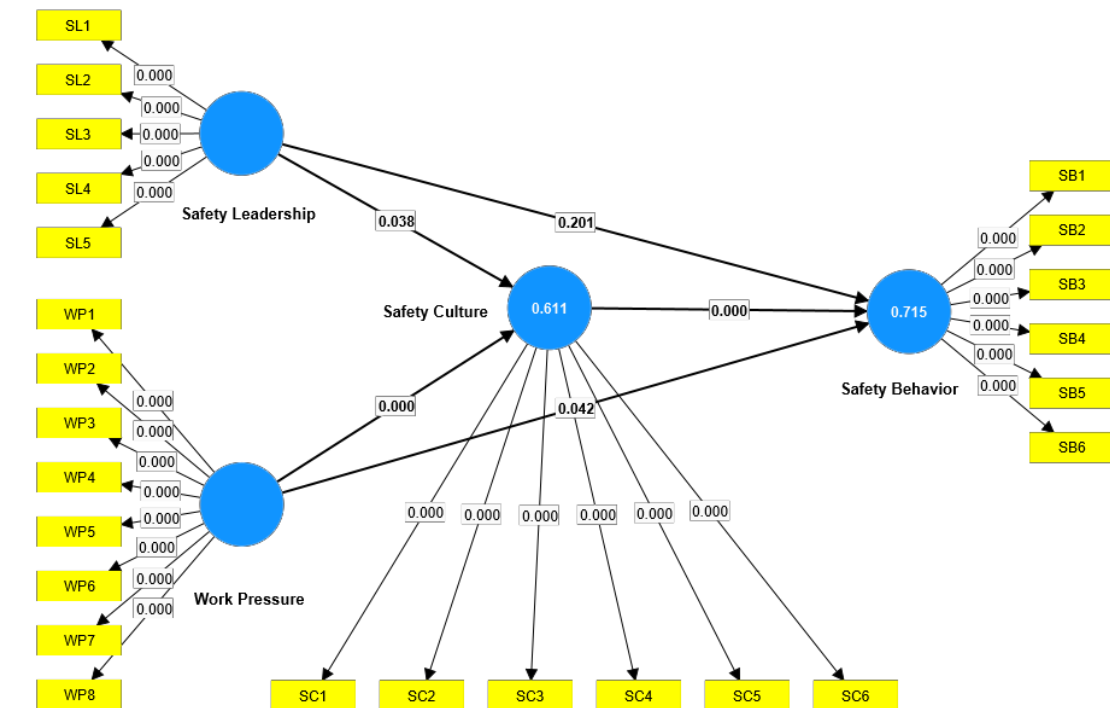 SL1
0.000
SL2
0.000
SL3
0.000
SL4
0.000
SL5
0.000
Safety Leadership
0.038
0.201
WP1
0.000
WP2
0.000
WP3
0.000
WP4
0.000
WP5
0.000
WP6
0.000
WP7
0.000
WP8
0.000
Work Pressure
0.000
0.042
Safety Culture
0.611
0.000
SC1
0.000
SC2
0.000
SC3
0.000
SC4
0.000
SC5
0.000
SC6
0.000
0.715
Safety Behavior
SB1
0.000
SB2
0.000
SB3
0.000
SB4
0.000
SB5
0.000
SB6
0.000